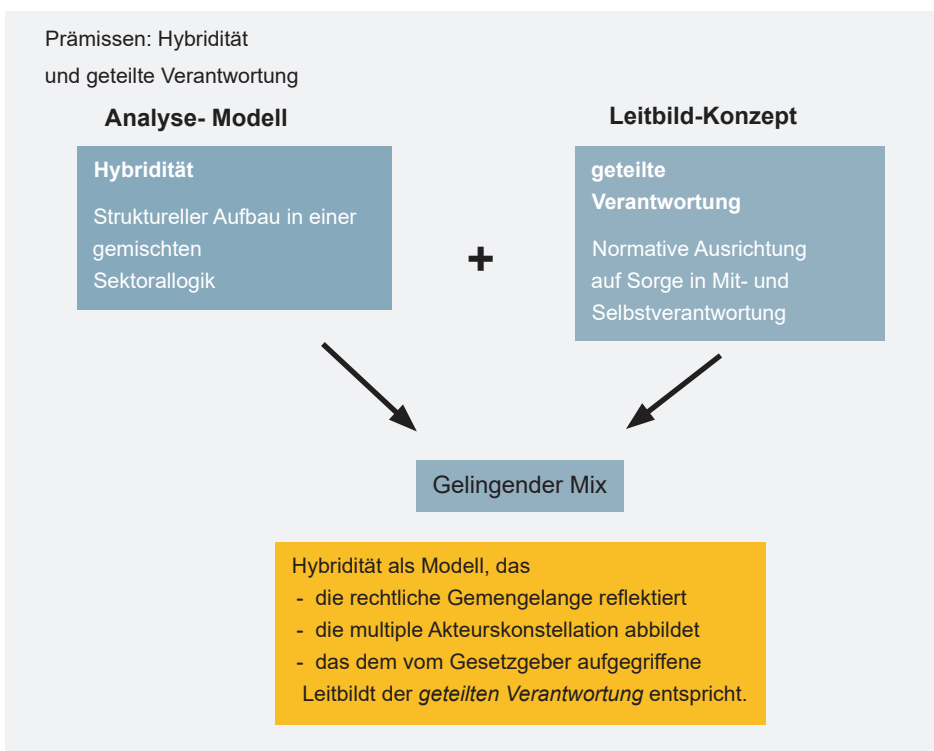 Prämissen: Hybridität
und geteilte Verantwortung
Analyse- Modell
Hybridität
Struktureller Aufbau in einer
gemischten
Sektorallogik
+
Leitbild-Konzept
geteilte
Verantwortung
Normative Ausrichtung
auf Sorge in Mit- und
Selbstverantwortung
Gelingender Mix
Hybridität als Modell, das
- die rechtliche Gemengelange reflektiert
- die multiple Akteurskonstellation abbildet
- das dem vom Gesetzgeber aufgegriffene
Leitbildt der geteilten Verantwortung entspricht.